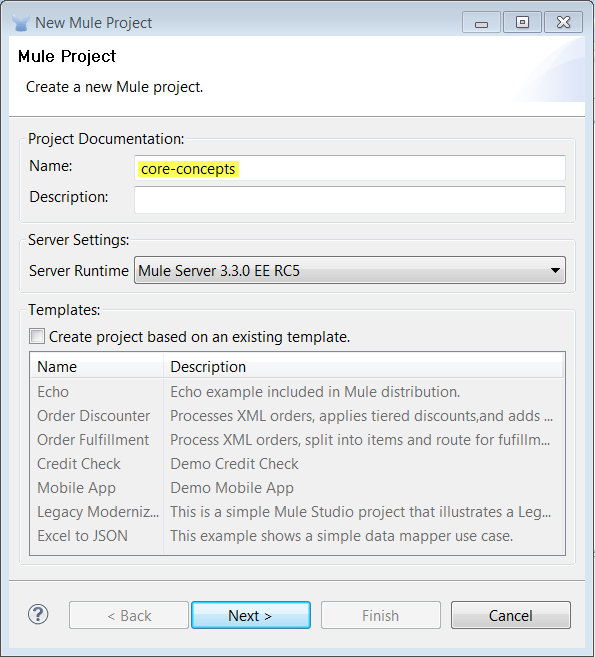 New Mule Project
Mule Project
Create a new Mule project.
Project Documentation:
Name: core-concepts
Description:
Server Settings:
Server Runtime Mule Server 3.3.0 EE RC5
Templates:
Create project based on an existing template.
Name Description
Echo Echo example included in Mule distribution.
Order Discounter Processes XML orders, applies tiered discounts,and adds ...
Order Fulfillment Process XML orders, split into items and route for fufillm...
Credit Check Demo Credit Check
Mobile App Demo Mobile App
Legacy Moderniz... This is a simple Mule Studio project that illustrates a Leg...
Excel to JSON This example shows a simple data mapper use case.
? < Back Next > Finish Cancel